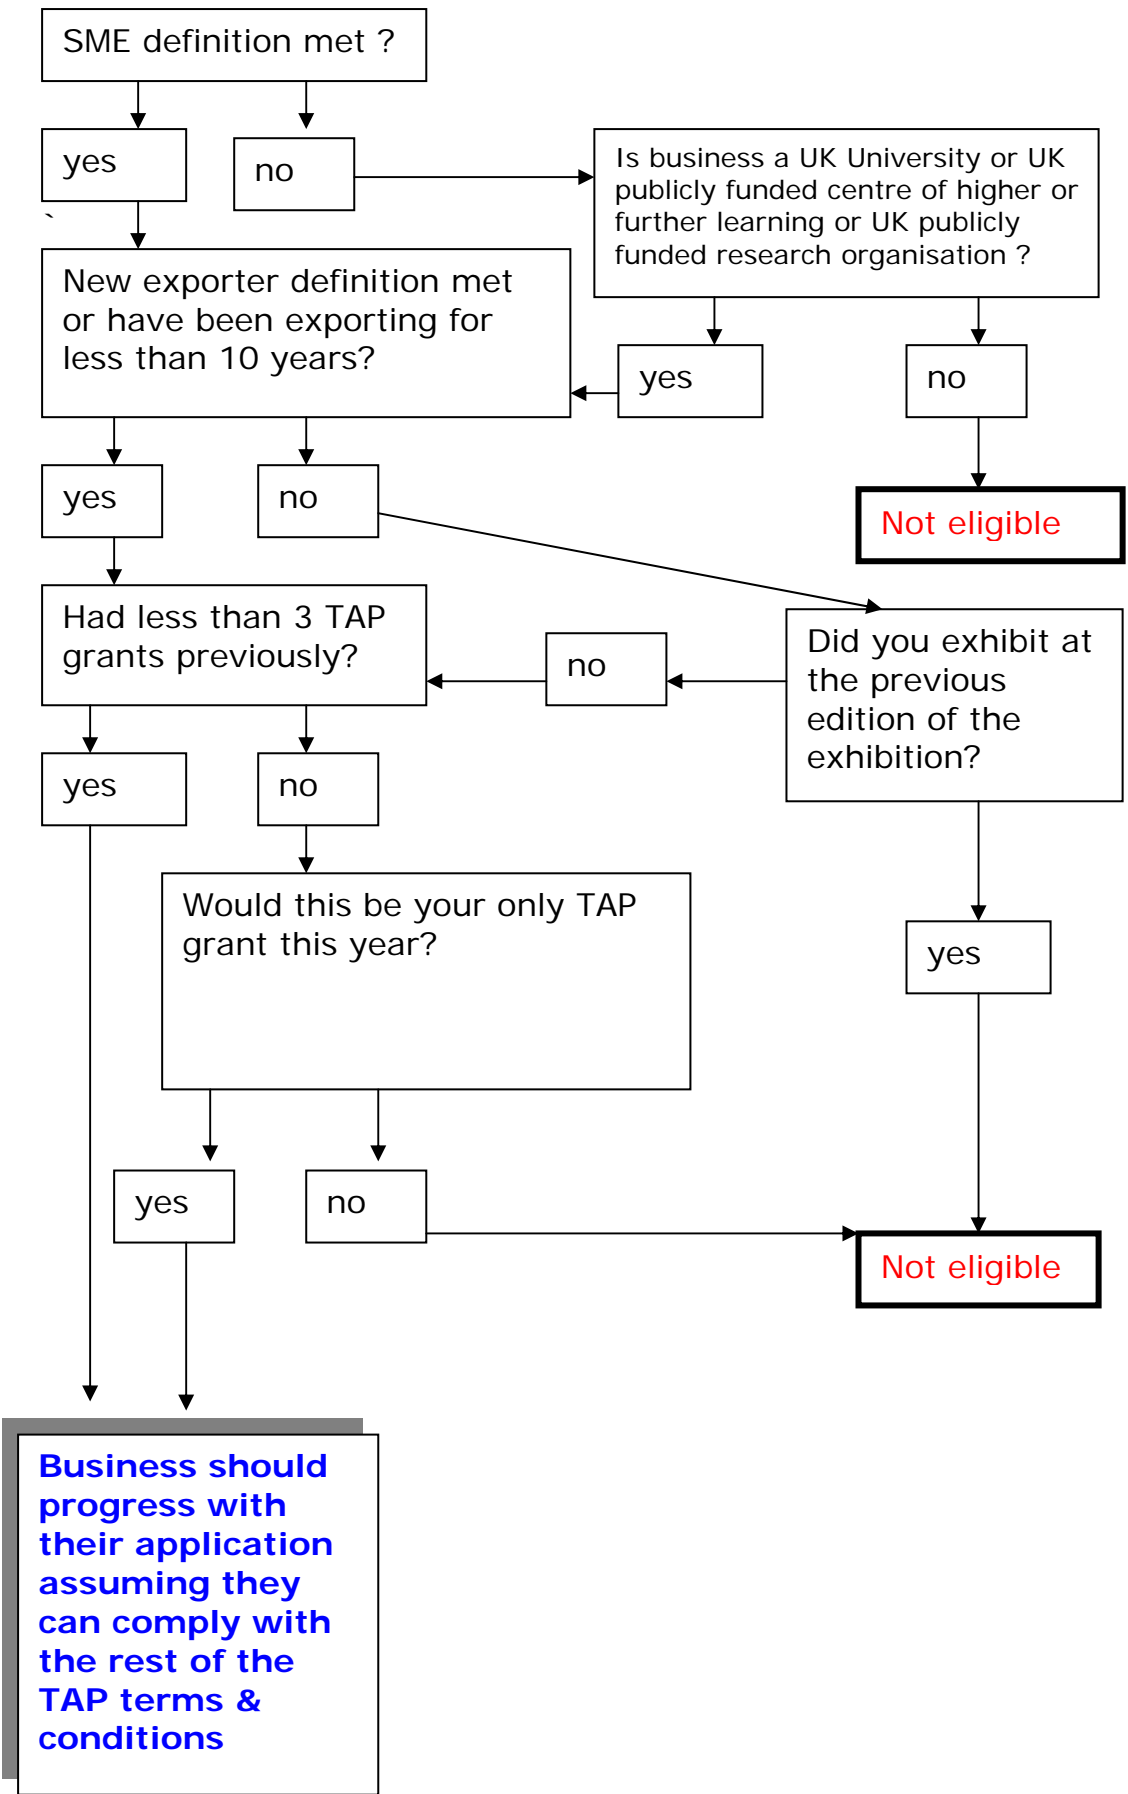 SME definition met ?
yes
no
Is business a UK University or UK
publicly funded centre of higher or
further learning or UK publicly
funded research organisation ?
`
New exporter definition met
or have been exporting for
less than 10 years?
yes
no
yes
no
Not eligible
Had less than 3 TAP
grants previously?
no
Did you exhibit at
the previous
edition of the
exhibition?
yes
no
Would this be your only TAP
grant this year?
yes
yes
no
Not eligible
Business should
progress with
their application
assuming they
can comply with
the rest of the
TAP terms &
conditions